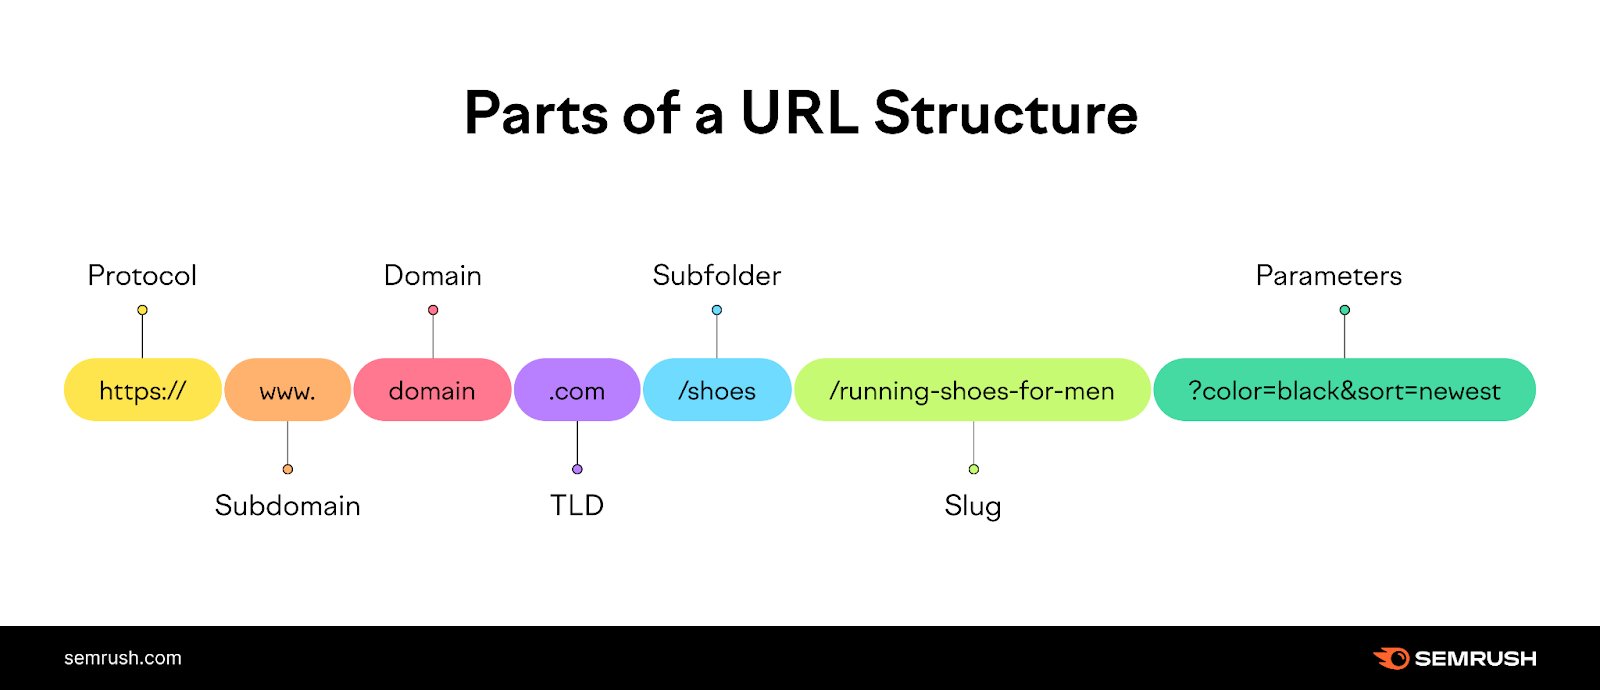 Parts of a URL Structure
Protocol Domain Subfolder Parameters
https:// www. domain .com /shoes /running-shoes-for-men ?color=black&sort=newest
Subdomain TLD Slug
semrush.com SEMRUSH